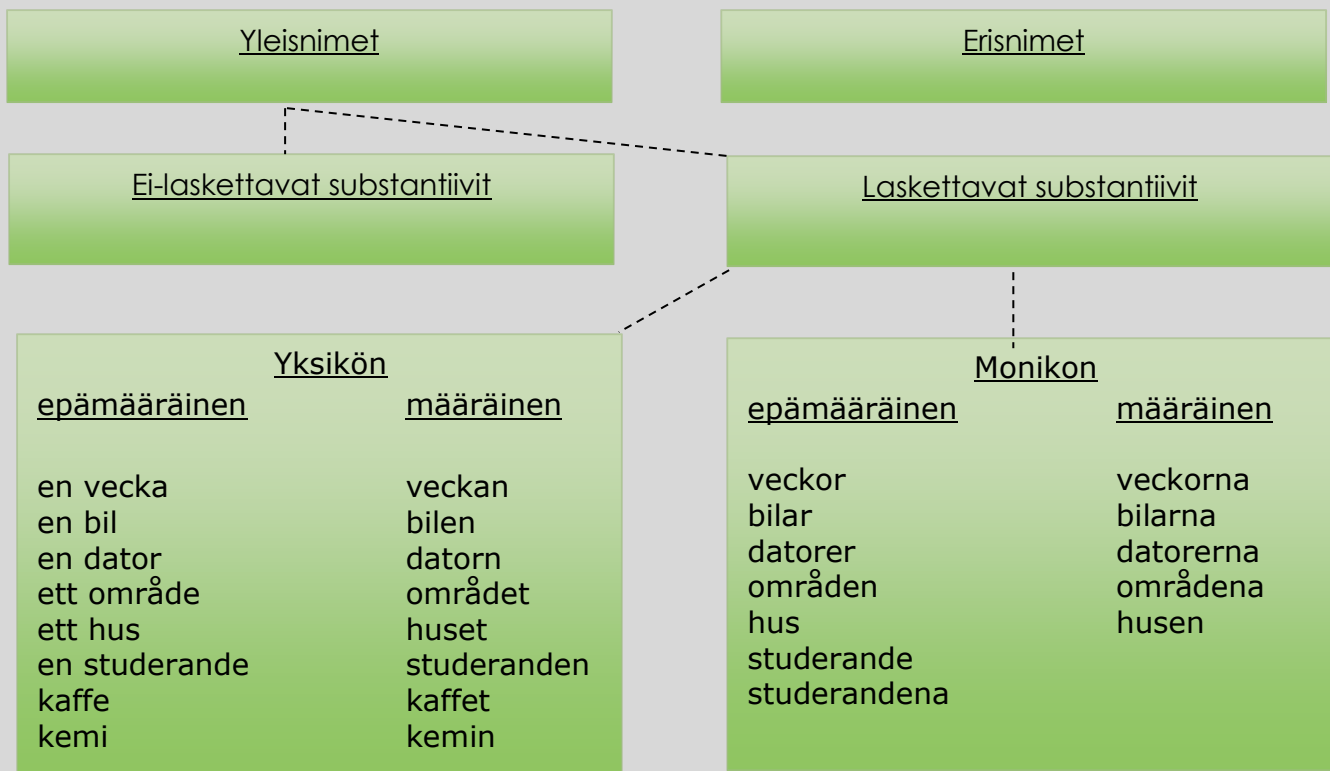 Yleisnimet
Erisnimet
Ei-laskettavat substantiivit
Laskettavat substantiivit
Yksikön
epämääräinen määräinen
en vecka veckan
en bil bilen
en dator datorn
ett område området
ett hus huset
en studerande studeranden
kaffe kaffet
kemi kemin
Monikon
epämääräinen määräinen
veckor veckorna
bilar bilarna
datorer datorerna
områden områdena
hus husen
studerande
studerandena